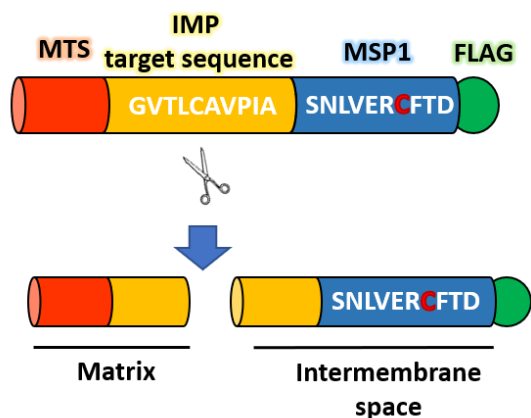 IMP
MTS target sequence MSP1 FLAG
GVTLCAVPIA SNLVERCFTD
SNLVERCFTD
Matrix Intermembrane
space